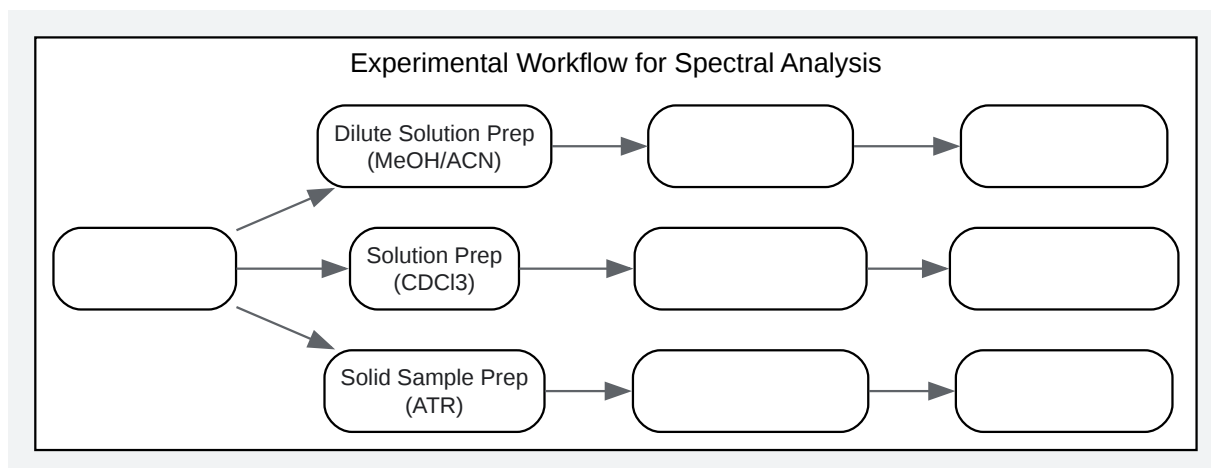 Experimental Workflow for Spectral Analysis
Dilute Solution Prep
(MeOH/ACN)
Solution Prep
(CDCl3)
Solid Sample Prep
(ATR)